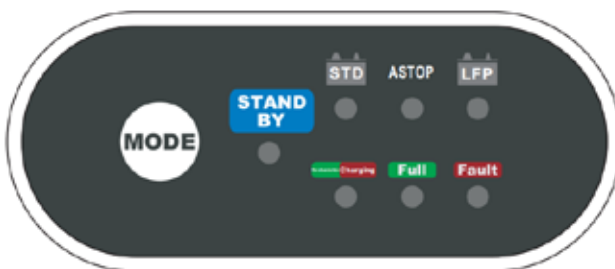 STD ASTOP LFP
STAND
BY
MODE
Charging Full Fault